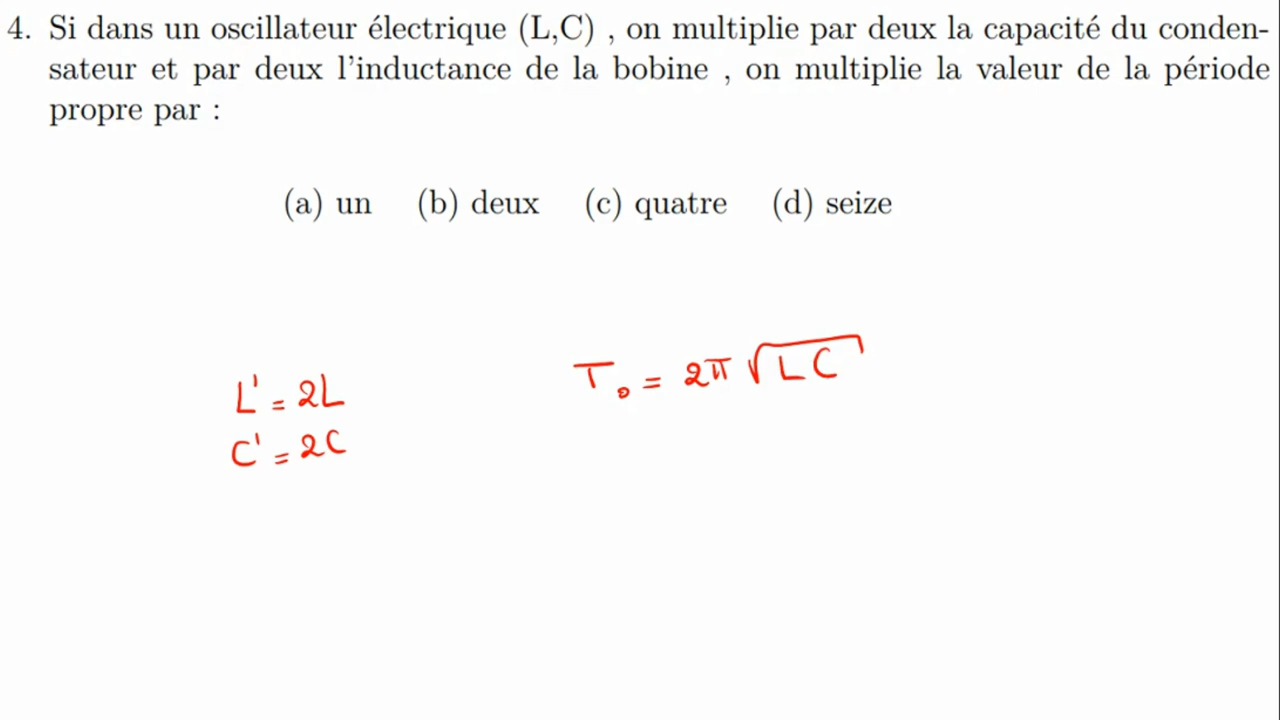 4. Si dans un oscillateur électrique (L,C) , on multiplie par deux la capacité du conden-
sateur et par deux l'inductance de la bobine , on multiplie la valeur de la période
propre par :
(a) un (b) deux (c) quatre (d) seize
T₀ = 2π √LC
L' = 2L
C' = 2C